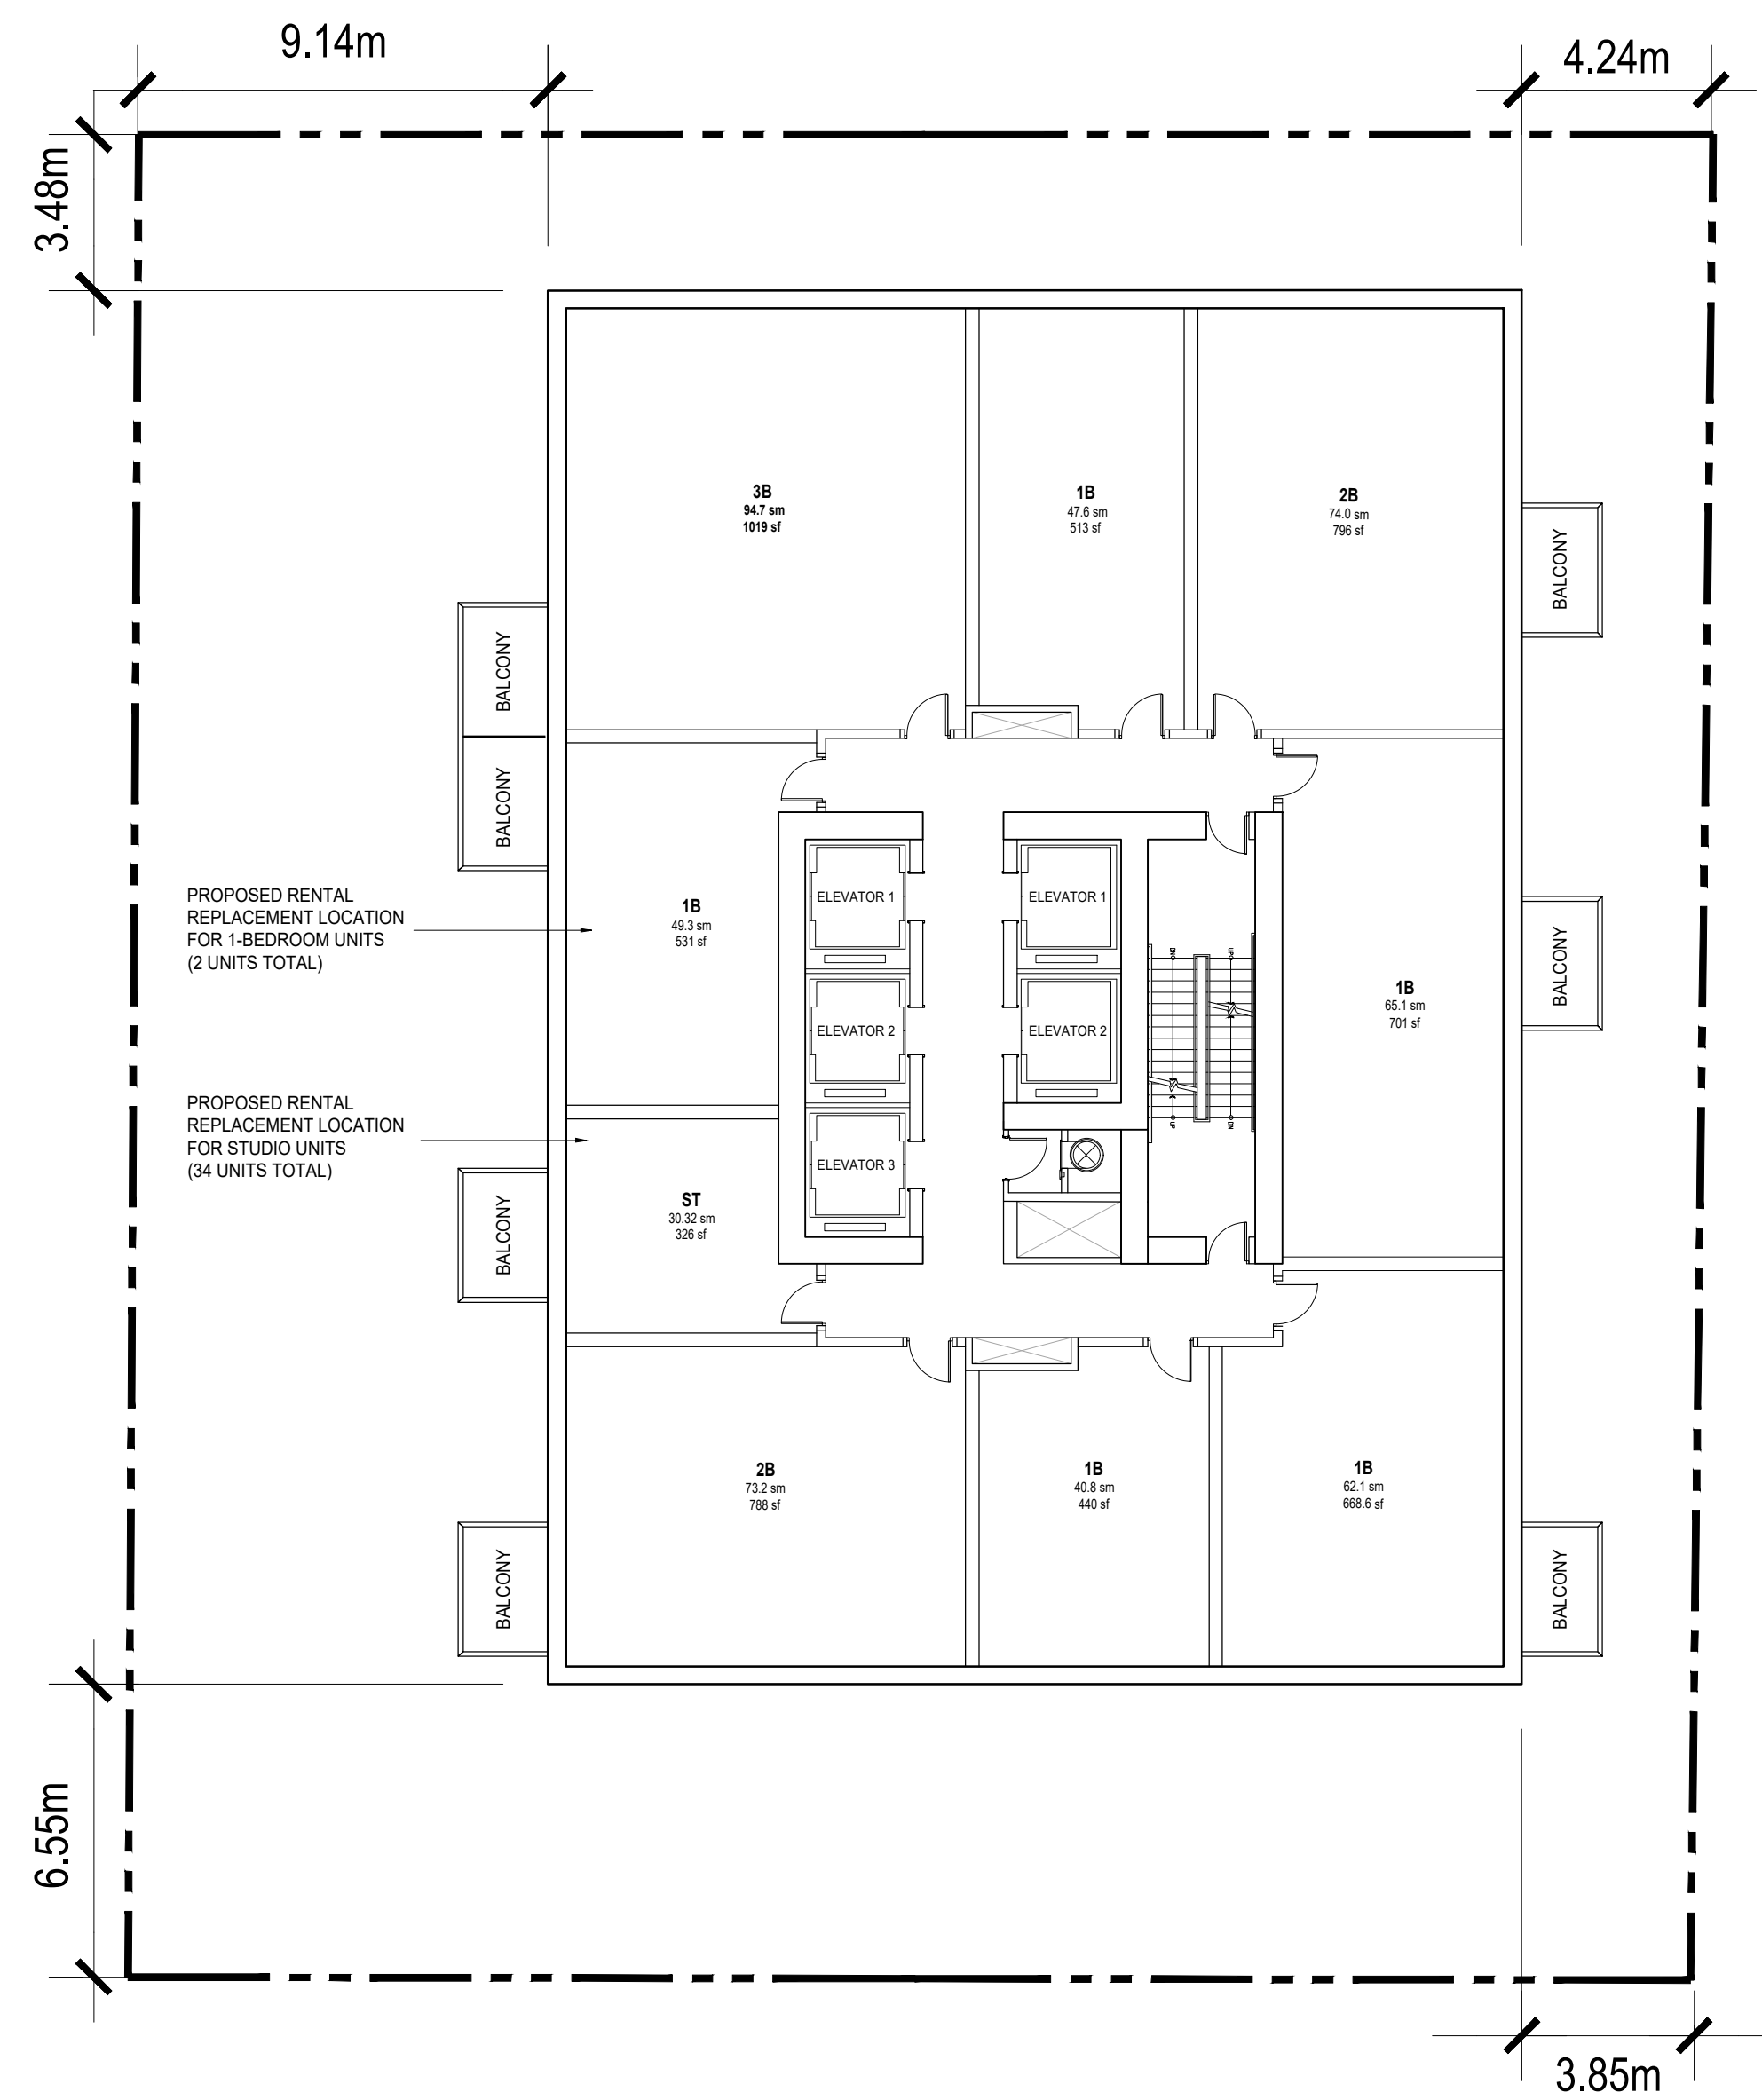 9.14m
4.24m
3.48m
3B
94.7 sm
1019 sf
1B
47.6 sm
513 sf
2B
74.0 sm
796 sf
BALCONY
BALCONY
BALCONY
PROPOSED RENTAL
REPLACEMENT LOCATION
FOR 1-BEDROOM UNITS
(2 UNITS TOTAL)
1B
49.3 sm
531 sf
ELEVATOR 1
ELEVATOR 1
DN
UP
1B
65.1 sm
701 sf
BALCONY
ELEVATOR 2
ELEVATOR 2
PROPOSED RENTAL
REPLACEMENT LOCATION
FOR STUDIO UNITS
(34 UNITS TOTAL)
UP
DN
ELEVATOR 3
ST
30.32 sm
326 sf
BALCONY
2B
73.2 sm
788 sf
1B
40.8 sm
440 sf
1B
62.1 sm
668.6 sf
BALCONY
BALCONY
6.55m
3.85m